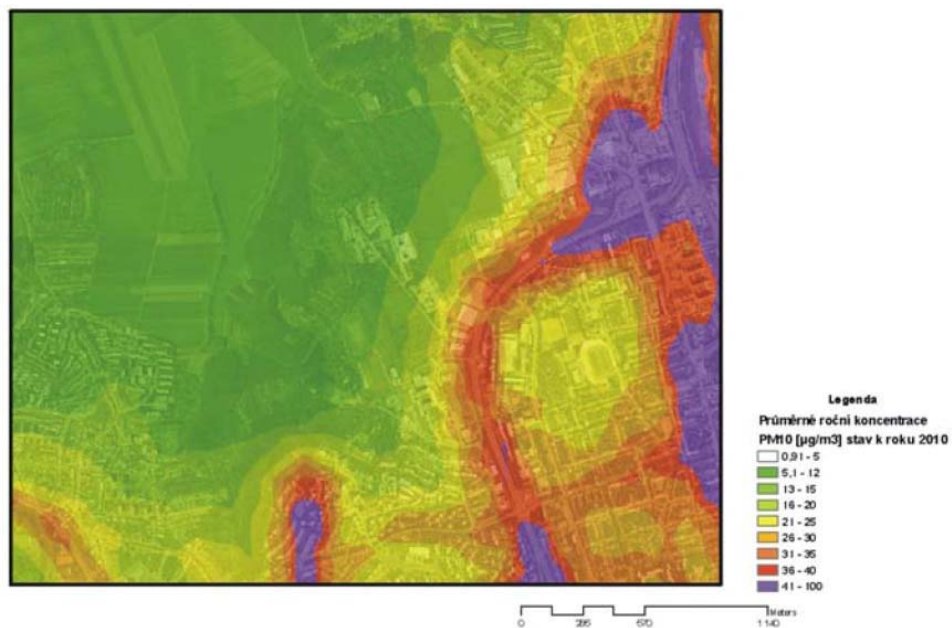 Legenda
Průměrné roční koncentrace
PM10 [µg/m3] stav k roku 2010
0,91 - 5
5,1 - 12
13 - 15
16 - 20
21 - 25
26 - 30
31 - 35
36 - 40
41 - 100
Meters
0 285 570 1 140